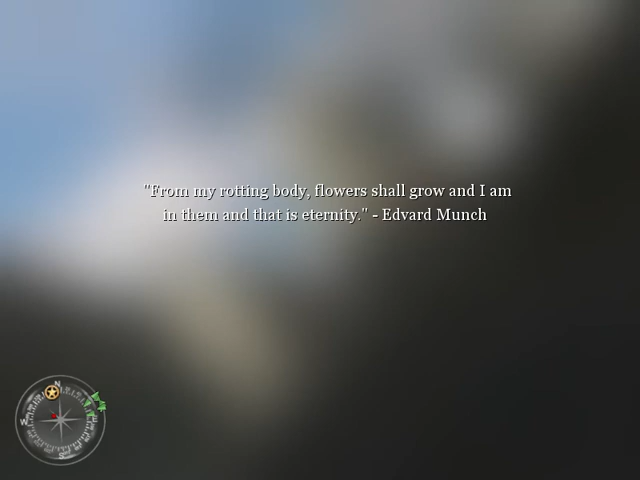 "From my rotting body, flowers shall grow and I am
in them and that is eternity." - Edvard Munch
N
W
S